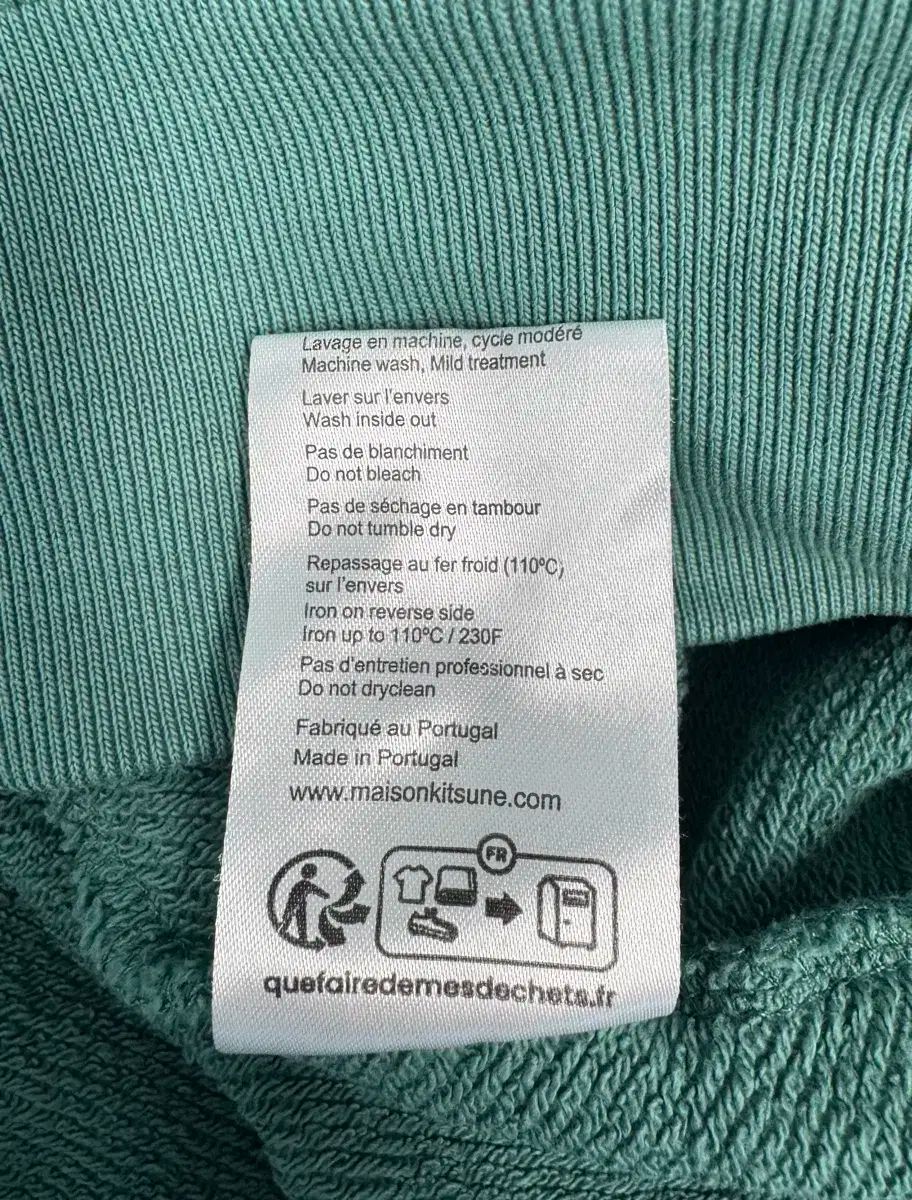 Lavage en machine, cycle modéré
Machine wash, Mild treatment
Laver sur l'envers
Wash inside out
Pas de blanchiment
Do not bleach
Pas de séchage en tambour
Do not tumble dry
Repassage au fer froid (110ºC)
sur l'envers
Iron on reverse side
Iron up to 110ºC / 230F
Pas d'entretien professionnel à sec
Do not dryclean
Fabriqué au Portugal
Made in Portugal
www.maisonkitsune.com
FR
quefairedemesdechets.fr